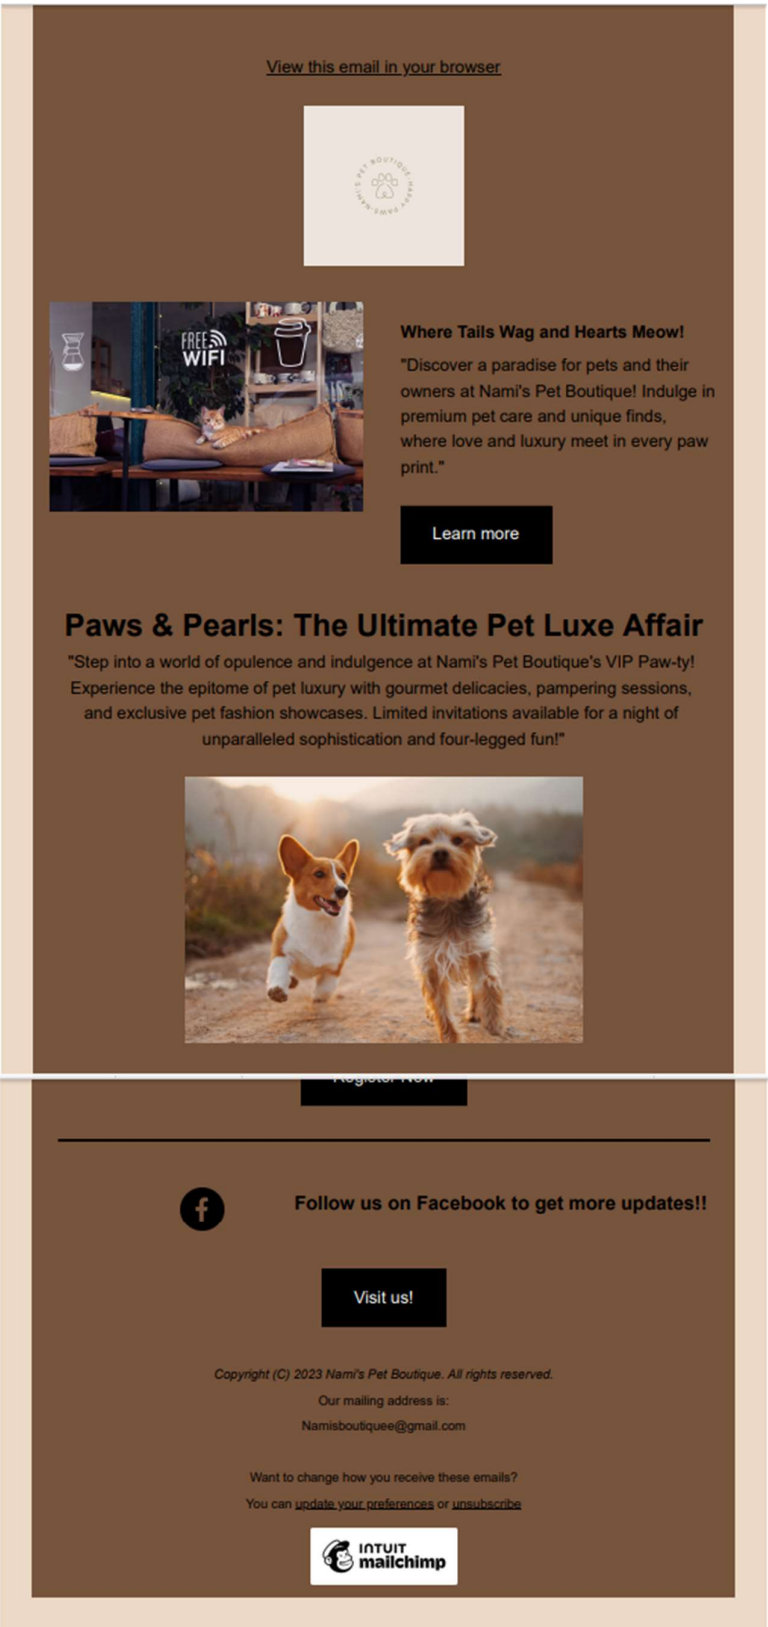 View this email in your browser
NAMI'S PET BOUTIQUE·HAPPY PAWS·
FREE
WIFI
Where Tails Wag and Hearts Meow!
"Discover a paradise for pets and their
owners at Nami's Pet Boutique! Indulge in
premium pet care and unique finds,
where love and luxury meet in every paw
print."
Learn more
Paws & Pearls: The Ultimate Pet Luxe Affair
"Step into a world of opulence and indulgence at Nami's Pet Boutique's VIP Paw-ty!
Experience the epitome of pet luxury with gourmet delicacies, pampering sessions,
and exclusive pet fashion showcases. Limited invitations available for a night of
unparalleled sophistication and four-legged fun!"
Register Now
Follow us on Facebook to get more updates!!
Visit us!
Copyright (C) 2023 Nami's Pet Boutique. All rights reserved.
Our mailing address is:
Namisboutiquee@gmail.com
Want to change how you receive these emails?
You can update your preferences or unsubscribe
INTUIT
mailchimp